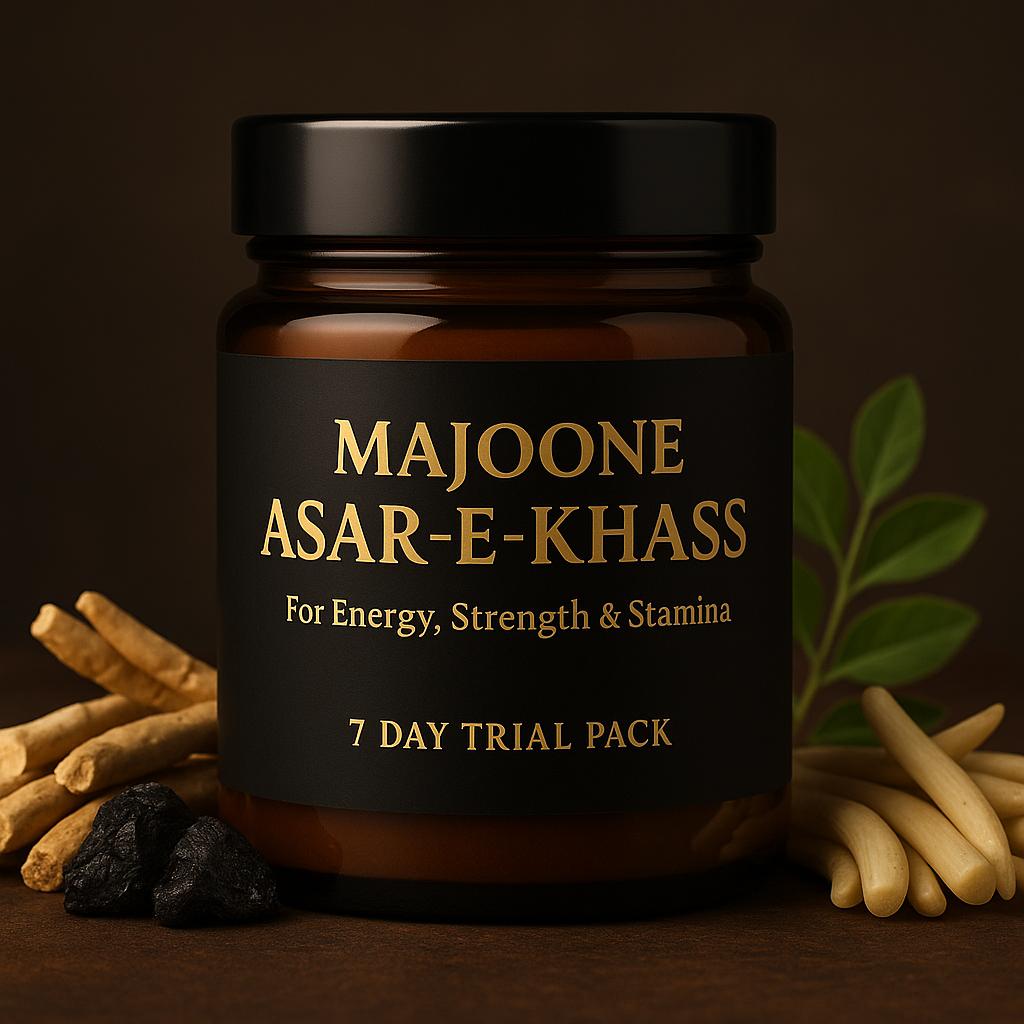 MAJOONE
ASAR-E-KHASS
For Energy, Strength & Stamina
7 DAY TRIAL PACK